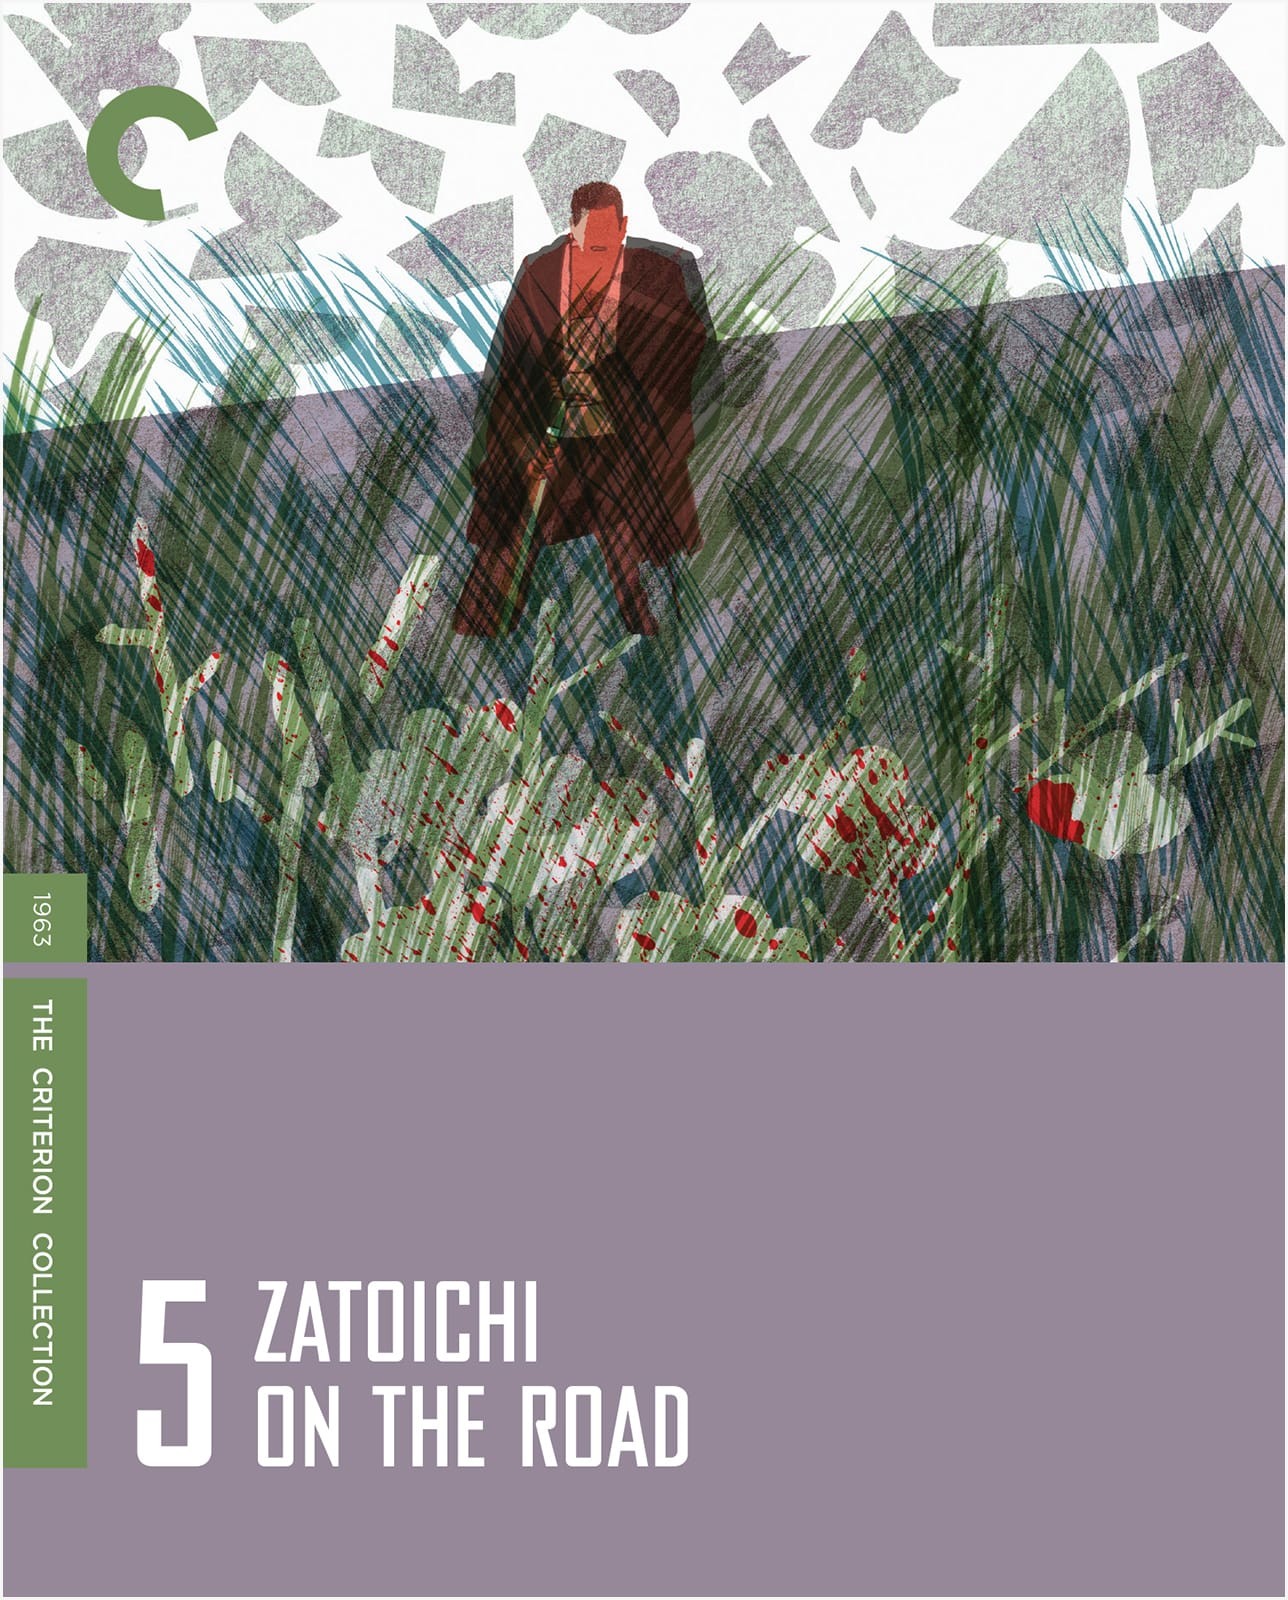 1963
THE CRITERION COLLECTION
5
ZATOICHI
ON THE ROAD